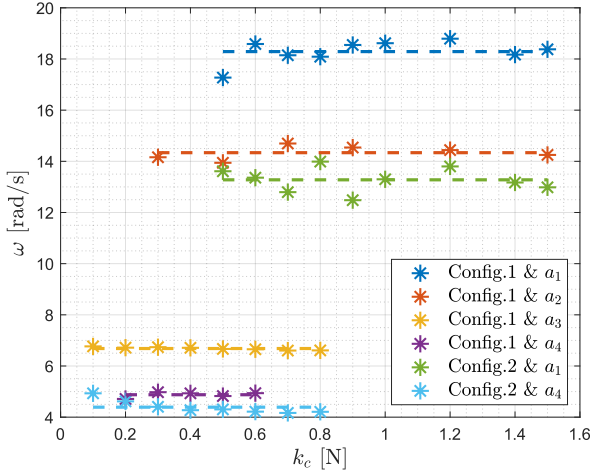 20
18
16
14
12
10
8
6
4
ω [rad/s]
0
0.2
0.4
0.6
0.8
1
1.2
1.4
1.6
k_c [N]
Config.1 & a_1
Config.1 & a_2
Config.1 & a_3
Config.1 & a_4
Config.2 & a_1
Config.2 & a_4